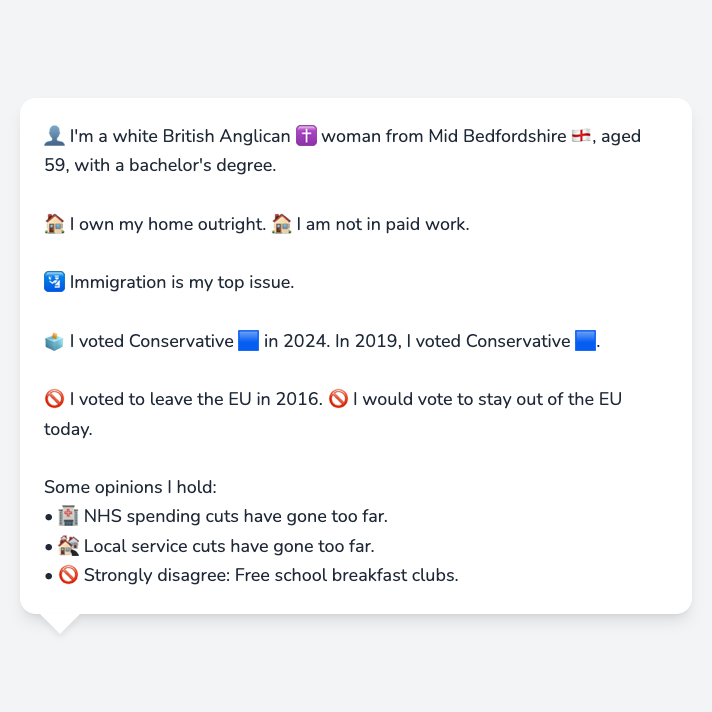 👤 I'm a white British Anglican ✝️ woman from Mid Bedfordshire 🏴󠁧󠁢󠁥󠁮󠁧󠁿, aged
59, with a bachelor's degree.
🏠 I own my home outright. 🏠 I am not in paid work.
🛂 Immigration is my top issue.
🗳️ I voted Conservative 🟦 in 2024. In 2019, I voted Conservative 🟦.
🚫 I voted to leave the EU in 2016. 🚫 I would vote to stay out of the EU
today.
Some opinions I hold:
• 🏥 NHS spending cuts have gone too far.
• 🏘️ Local service cuts have gone too far.
• 🚫 Strongly disagree: Free school breakfast clubs.